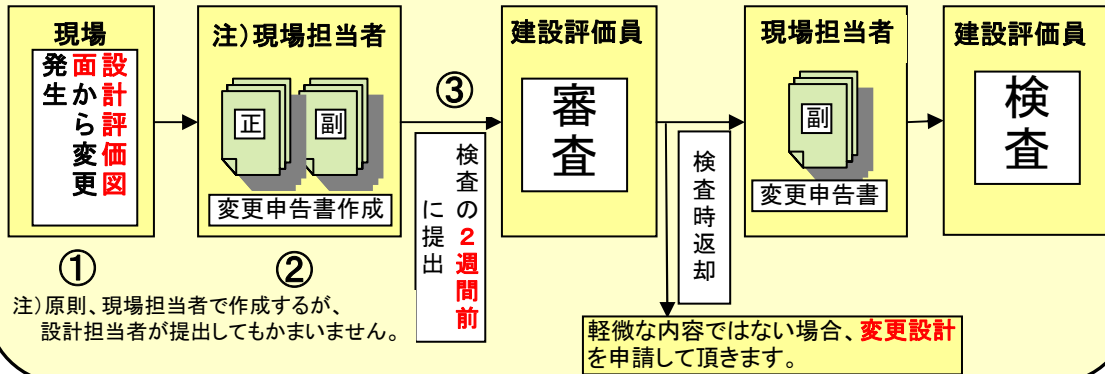 現場
設計評価図
面から変更
発生
①
注）現場担当者
正
副
変更申告書作成
②
③
検査の２週間前
に提出
建設評価員
審査
検査時返却
現場担当者
副
変更申告書
建設評価員
検査
注）原則、現場担当者で作成するが、
設計担当者が提出してもかまいません。
軽微な内容ではない場合、変更設計
を申請して頂きます。